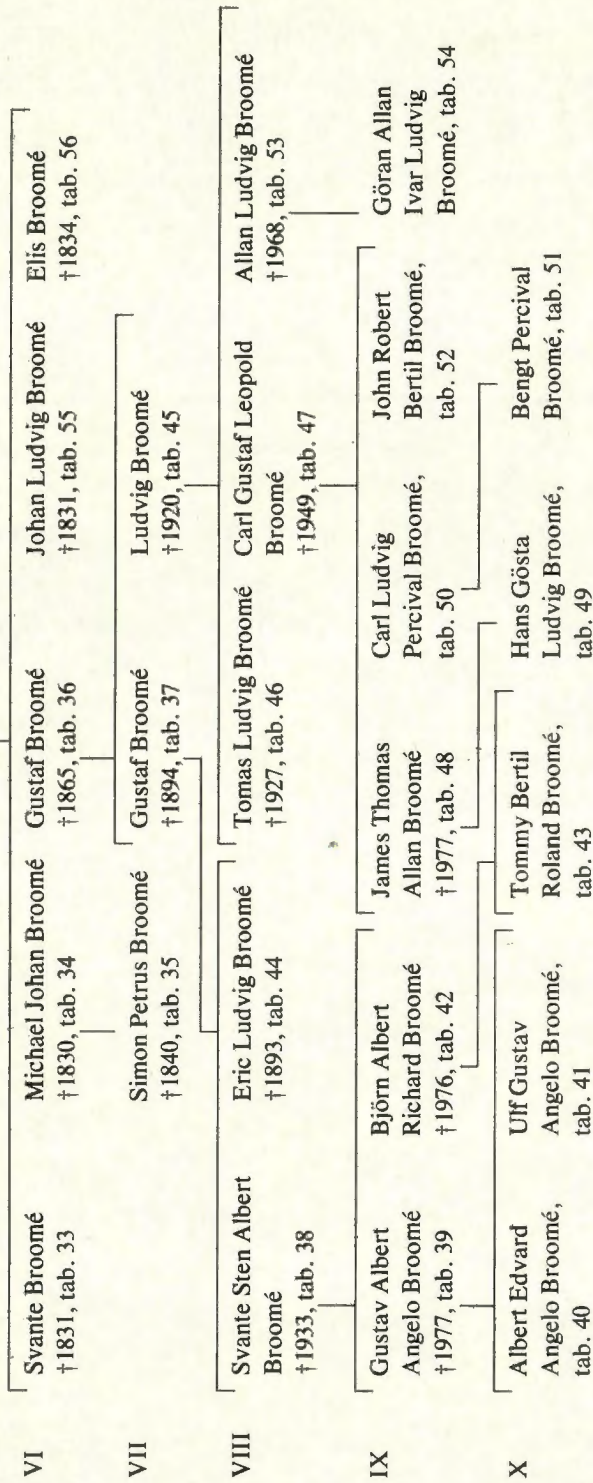 VI
Svante Broomé
†1831, tab. 33
Michael Johan Broomé
†1830, tab. 34
Gustaf Broomé
†1865, tab. 36
Johan Ludvig Broomé
†1831, tab. 55
Elis Broomé
†1834, tab. 56
VII
Simon Petrus Broomé
†1840, tab. 35
Gustaf Broomé
†1894, tab. 37
Ludvig Broomé
†1920, tab. 45
VIII
Svante Sten Albert
Broomé
†1933, tab. 38
Eric Ludvig Broomé
†1893, tab. 44
Tomas Ludvig Broomé
†1927, tab. 46
Carl Gustaf Leopold
Broomé
†1949, tab. 47
Allan Ludvig Broomé
†1968, tab. 53
IX
Gustav Albert
Angelo Broomé
†1977, tab. 39
Björn Albert
Richard Broomé
†1976, tab. 42
James Thomas
Allan Broomé
†1977, tab. 48
Carl Ludvig
Percival Broomé,
tab. 50
John Robert
Bertil Broomé,
tab. 52
Göran Allan
Ivar Ludvig
Broomé, tab. 54
X
Albert Edvard
Angelo Broomé,
tab. 40
Ulf Gustav
Angelo Broomé,
tab. 41
Tommy Bertil
Roland Broomé,
tab. 43
Hans Gösta
Ludvig Broomé,
tab. 49
Bengt Percival
Broomé, tab. 51